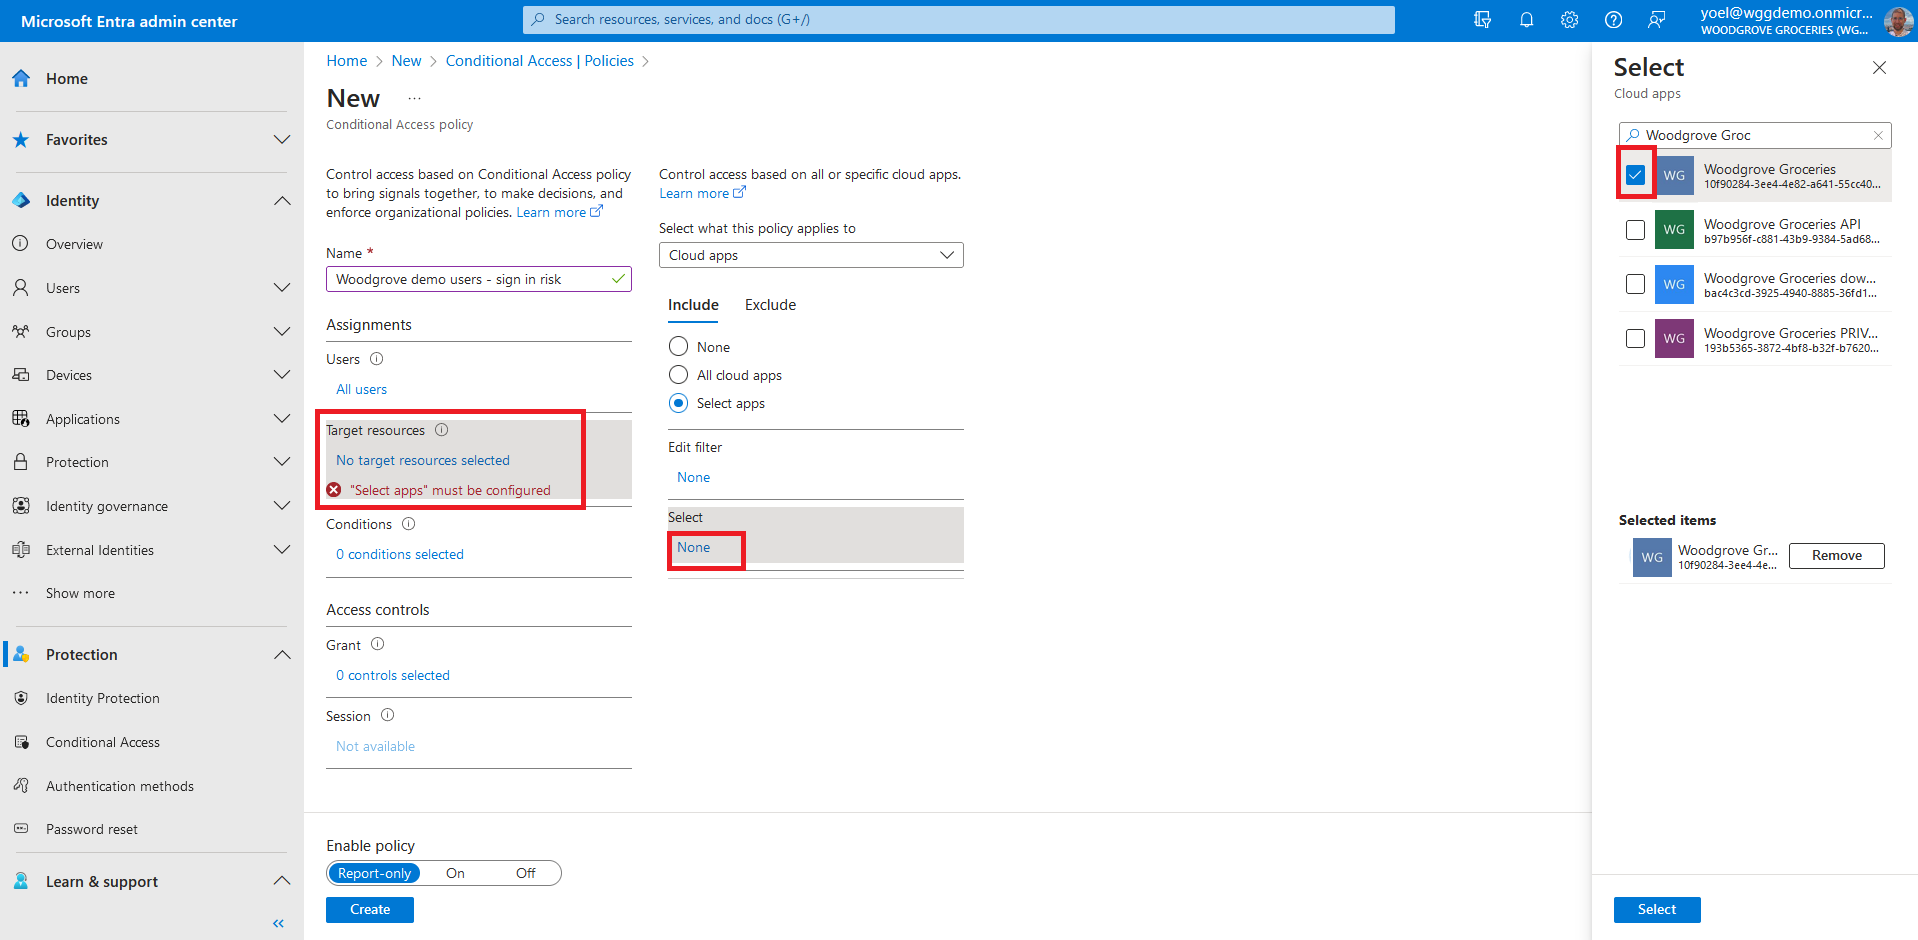 Microsoft Entra admin center
Search resources, services, and docs (G+/)
yoel@wggdemo.onmicr...
WOODGROVE GROCERIES (WG...
Home
Favorites
Identity
Overview
Users
Groups
Devices
Applications
Protection
Identity governance
External Identities
Show more
Protection
Identity Protection
Conditional Access
Authentication methods
Password reset
Learn & support
Home > New > Conditional Access | Policies >
New ...
Conditional Access policy
Control access based on Conditional Access policy
to bring signals together, to make decisions, and
enforce organizational policies. Learn more
Name *
Woodgrove demo users - sign in risk
Assignments
Users
All users
Target resources
No target resources selected
"Select apps" must be configured
Conditions
0 conditions selected
Access controls
Grant
0 controls selected
Session
Not available
Control access based on all or specific cloud apps.
Learn more
Select what this policy applies to
Cloud apps
Include Exclude
None
All cloud apps
Select apps
Edit filter
None
Select
None
Enable policy
Report-only On Off
Create
Select
Cloud apps
Woodgrove Groc
WG
Woodgrove Groceries
10f90284-3ee4-4e82-a641-55cc40...
WG
Woodgrove Groceries API
b97b956f-c881-43b9-9384-5ad68...
WG
Woodgrove Groceries dow...
bac4c3cd-3925-4940-8885-36fd1...
WG
Woodgrove Groceries PRIV...
193b5365-3872-4bf8-b32f-b7620...
Selected items
WG
Woodgrove Gr...
10f90284-3ee4-4e...
Remove
Select